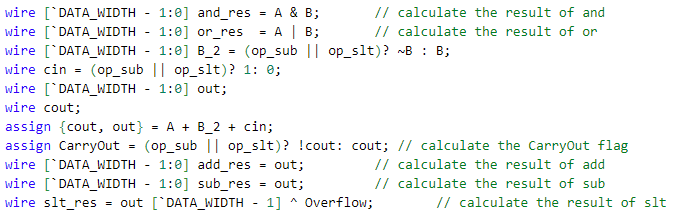 wire [`DATA_WIDTH - 1:0] and_res = A & B;       // calculate the result of and
wire [`DATA_WIDTH - 1:0] or_res  = A | B;       // calculate the result of or
wire [`DATA_WIDTH - 1:0] B_2 = (op_sub || op_slt)? ~B : B;
wire cin = (op_sub || op_slt)? 1: 0;
wire [`DATA_WIDTH - 1:0] out;
wire cout;
assign {cout, out} = A + B_2 + cin;
assign CarryOut = (op_sub || op_slt)? !cout: cout; // calculate the CarryOut flag
wire [`DATA_WIDTH - 1:0] add_res = out;         // calculate the result of add
wire [`DATA_WIDTH - 1:0] sub_res = out;         // calculate the result of sub
wire slt_res = out [`DATA_WIDTH - 1] ^ Overflow;        // calculate the result of slt